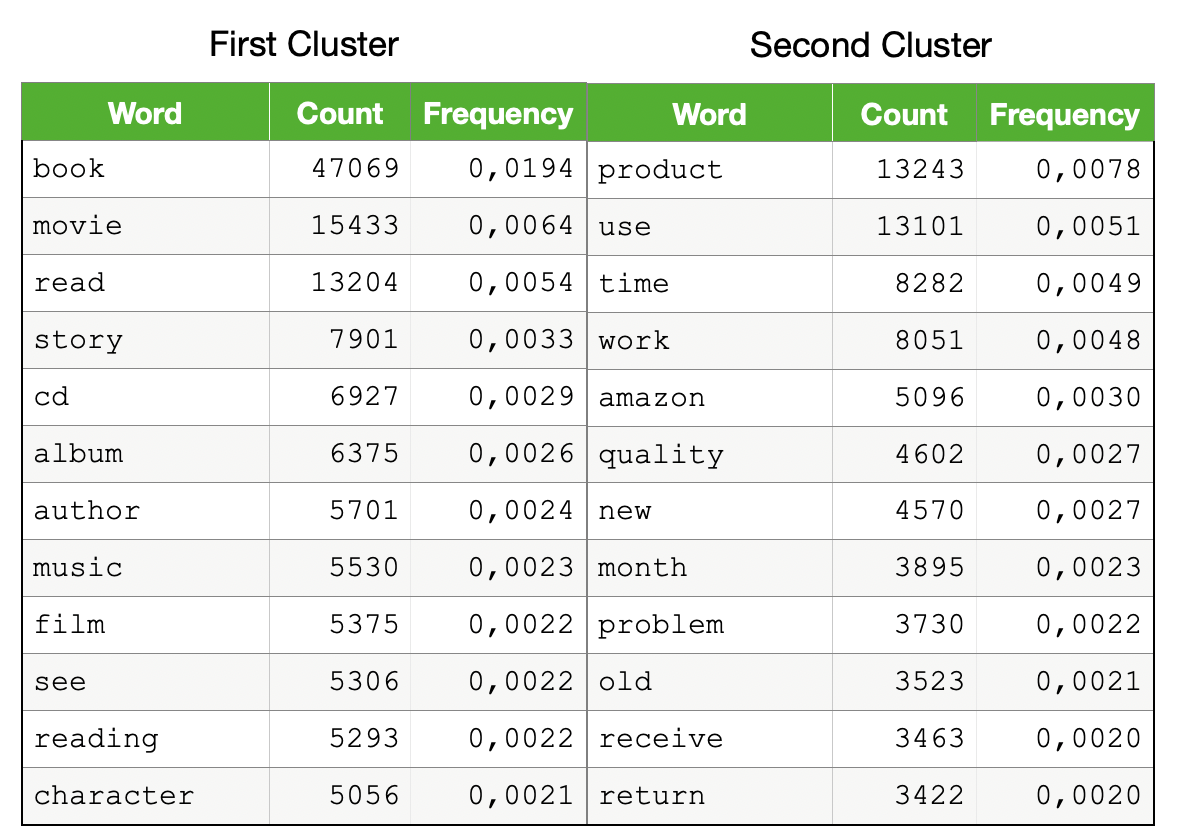 First Cluster Second Cluster
Word Count Frequency Word Count Frequency
book 47069 0,0194 product 13243 0,0078
movie 15433 0,0064 use 13101 0,0051
read 13204 0,0054 time 8282 0,0049
story 7901 0,0033 work 8051 0,0048
cd 6927 0,0029 amazon 5096 0,0030
album 6375 0,0026 quality 4602 0,0027
author 5701 0,0024 new 4570 0,0027
music 5530 0,0023 month 3895 0,0023
film 5375 0,0022 problem 3730 0,0022
see 5306 0,0022 old 3523 0,0021
reading 5293 0,0022 receive 3463 0,0020
character 5056 0,0021 return 3422 0,0020